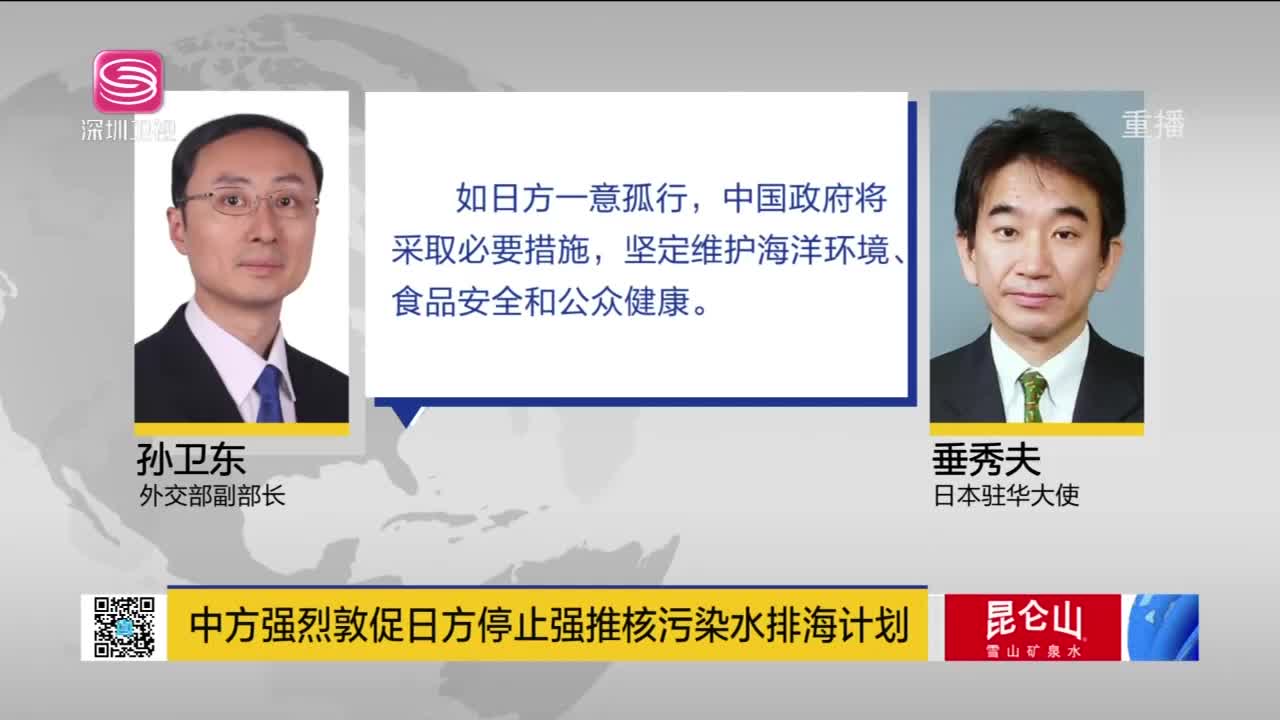 深圳卫视
重播
如日方一意孤行，中国政府将
采取必要措施，坚定维护海洋环境、
食品安全和公众健康。
孙卫东
外交部副部长
垂秀夫
日本驻华大使
中方强烈敦促日方停止强推核污染水排海计划
昆仑山
雪山矿泉水